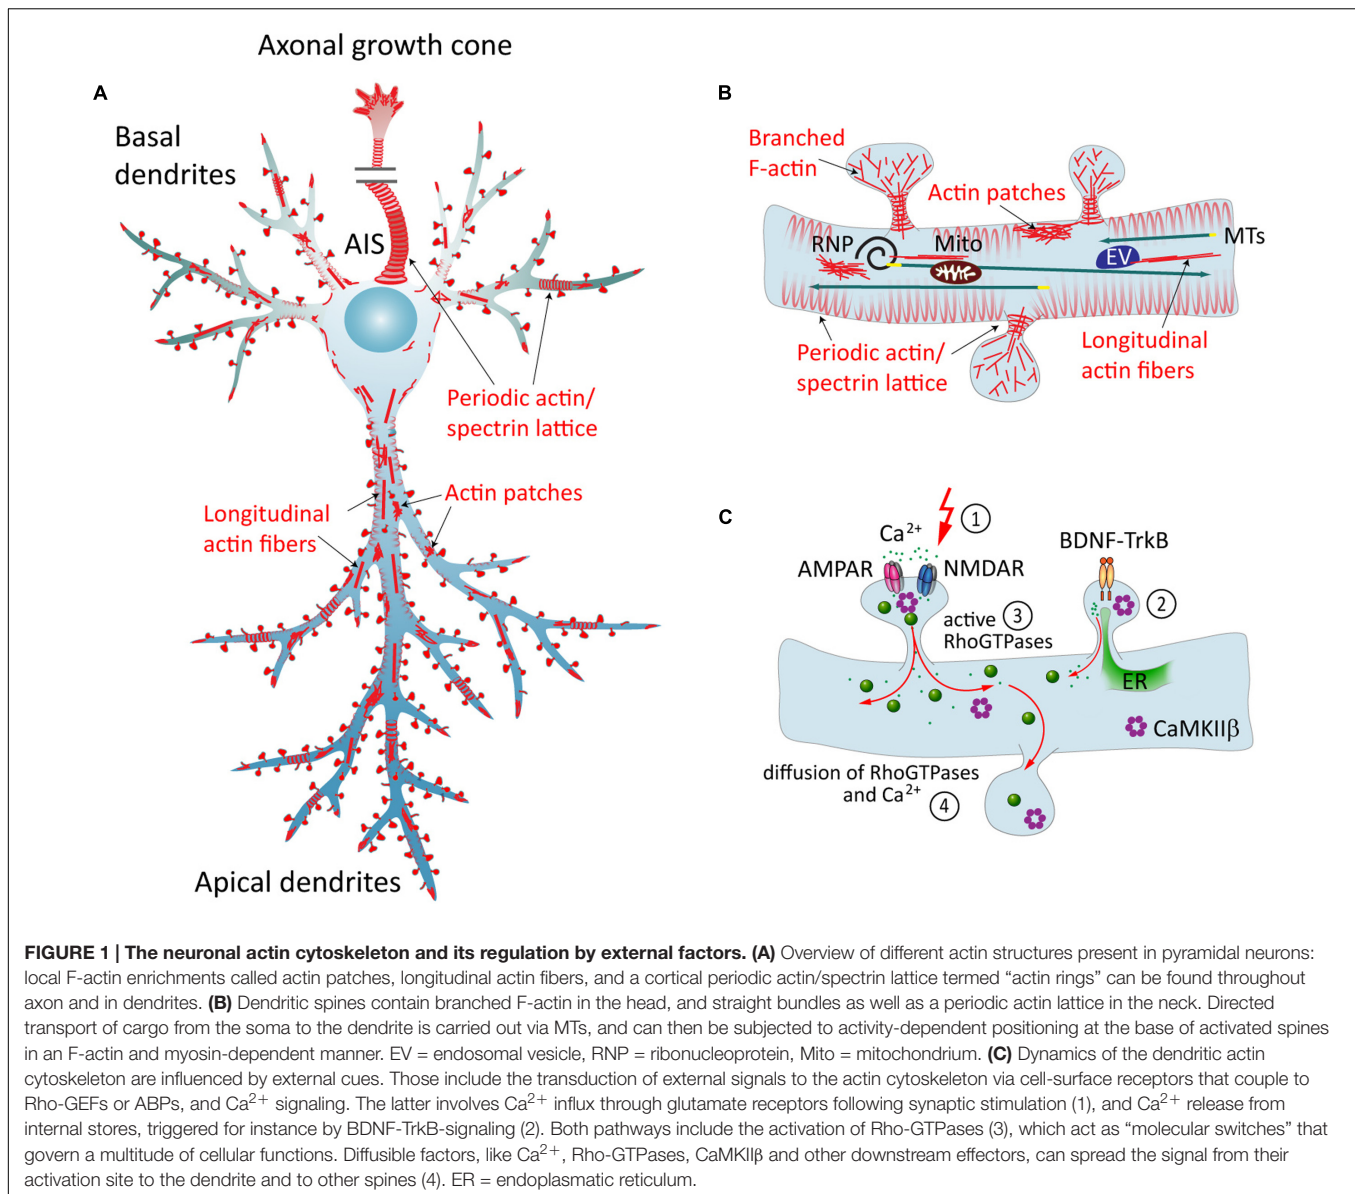 Axonal growth cone
A
Basal
dendrites
AIS
Periodic actin/
spectrin lattice
Longitudinal
actin fibers
Actin patches
Apical dendrites
B
Branched
F-actin
Actin patches
RNP
Mito
EV
MTs
Periodic actin/
spectrin lattice
Longitudinal
actin fibers
C
1
Ca²⁺
BDNF-TrkB
AMPAR
NMDAR
2
active 3
RhoGTPases
ER
CaMKIIβ
diffusion of RhoGTPases
and Ca²⁺ 4
FIGURE 1 | The neuronal actin cytoskeleton and its regulation by external factors. (A) Overview of different actin structures present in pyramidal neurons:
local F-actin enrichments called actin patches, longitudinal actin fibers, and a cortical periodic actin/spectrin lattice termed “actin rings” can be found throughout
axon and in dendrites. (B) Dendritic spines contain branched F-actin in the head, and straight bundles as well as a periodic actin lattice in the neck. Directed
transport of cargo from the soma to the dendrite is carried out via MTs, and can then be subjected to activity-dependent positioning at the base of activated spines
in an F-actin and myosin-dependent manner. EV = endosomal vesicle, RNP = ribonucleoprotein, Mito = mitochondrium. (C) Dynamics of the dendritic actin
cytoskeleton are influenced by external cues. Those include the transduction of external signals to the actin cytoskeleton via cell-surface receptors that couple to
Rho-GEFs or ABPs, and Ca²⁺ signaling. The latter involves Ca²⁺ influx through glutamate receptors following synaptic stimulation (1), and Ca²⁺ release from
internal stores, triggered for instance by BDNF-TrkB-signaling (2). Both pathways include the activation of Rho-GTPases (3), which act as “molecular switches” that
govern a multitude of cellular functions. Diffusible factors, like Ca²⁺, Rho-GTPases, CaMKIIβ and other downstream effectors, can spread the signal from their
activation site to the dendrite and to other spines (4). ER = endoplasmatic reticulum.